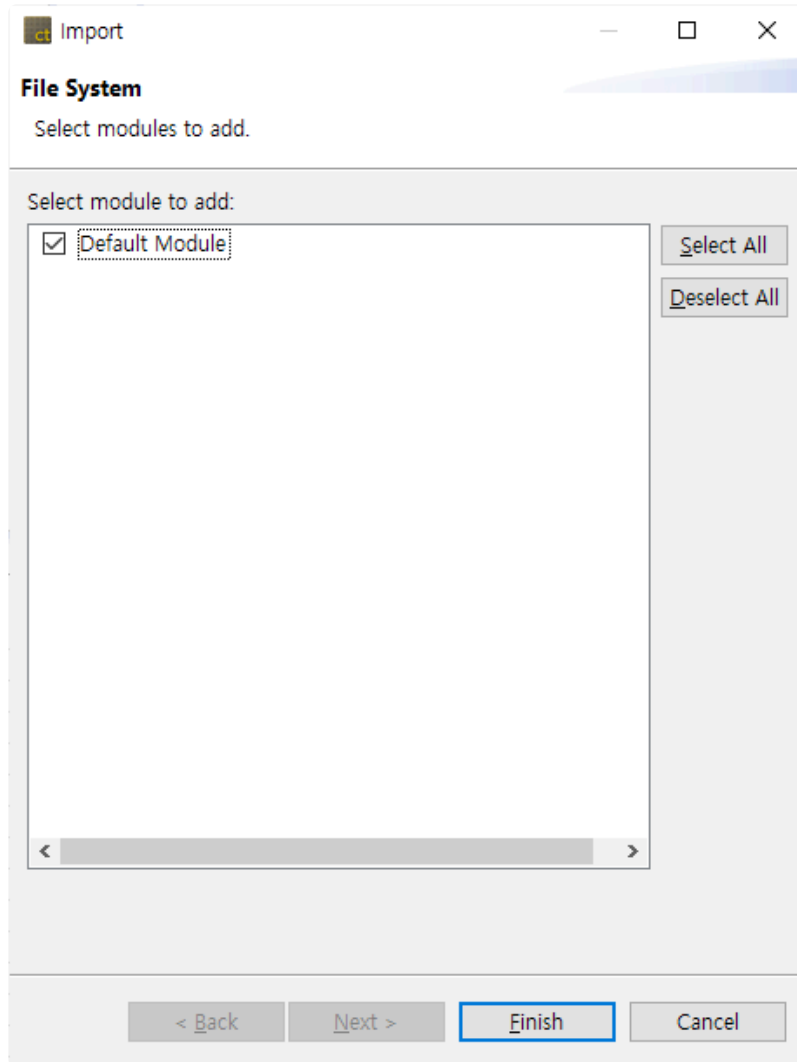 ct Import
File System
Select modules to add.
Select module to add:
Default Module
Select All
Deselect All
< Back Next > Finish Cancel